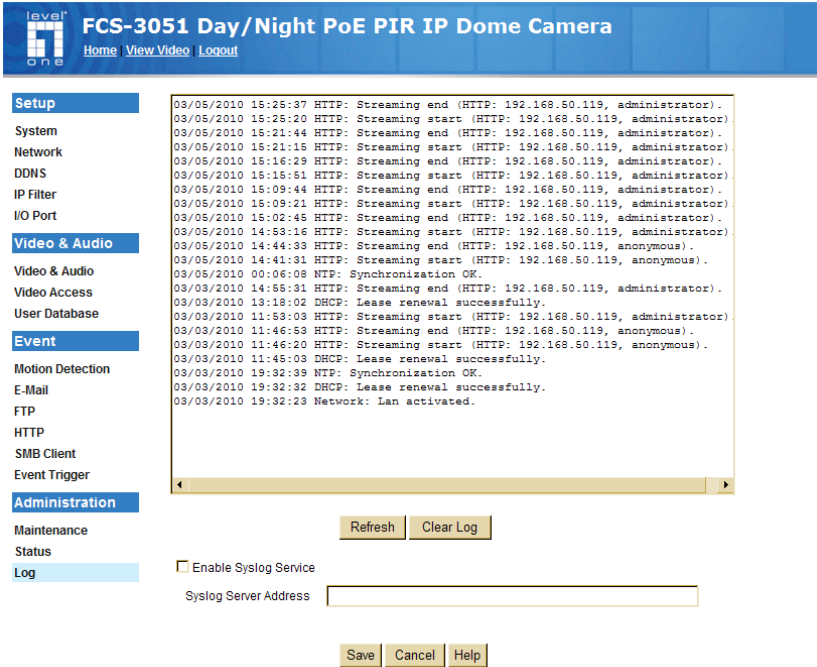 level
one
FCS-3051 Day/Night PoE PIR IP Dome Camera
Home | View Video | Logout
Setup
System
Network
DDNS
IP Filter
I/O Port
Video & Audio
Video & Audio
Video Access
User Database
Event
Motion Detection
E-Mail
FTP
HTTP
SMB Client
Event Trigger
Administration
Maintenance
Status
Log
03/05/2010 15:25:37 HTTP: Streaming end (HTTP: 192.168.50.119, administrator).
03/05/2010 15:25:20 HTTP: Streaming start (HTTP: 192.168.50.119, administrator).
03/05/2010 15:21:44 HTTP: Streaming end (HTTP: 192.168.50.119, administrator).
03/05/2010 15:21:15 HTTP: Streaming start (HTTP: 192.168.50.119, administrator).
03/05/2010 15:16:29 HTTP: Streaming end (HTTP: 192.168.50.119, administrator).
03/05/2010 15:15:51 HTTP: Streaming start (HTTP: 192.168.50.119, administrator).
03/05/2010 15:09:44 HTTP: Streaming end (HTTP: 192.168.50.119, administrator).
03/05/2010 15:09:21 HTTP: Streaming start (HTTP: 192.168.50.119, administrator).
03/05/2010 15:02:45 HTTP: Streaming end (HTTP: 192.168.50.119, administrator).
03/05/2010 14:53:16 HTTP: Streaming start (HTTP: 192.168.50.119, administrator).
03/05/2010 14:44:33 HTTP: Streaming end (HTTP: 192.168.50.119, anonymous).
03/05/2010 14:41:31 HTTP: Streaming start (HTTP: 192.168.50.119, anonymous).
03/05/2010 00:06:08 NTP: Synchronization OK.
03/03/2010 14:55:31 HTTP: Streaming end (HTTP: 192.168.50.119, administrator).
03/03/2010 13:18:02 DHCP: Lease renewal successfully.
03/03/2010 11:53:03 HTTP: Streaming start (HTTP: 192.168.50.119, administrator).
03/03/2010 11:46:53 HTTP: Streaming end (HTTP: 192.168.50.119, anonymous).
03/03/2010 11:46:20 HTTP: Streaming start (HTTP: 192.168.50.119, anonymous).
03/03/2010 11:45:03 DHCP: Lease renewal successfully.
03/03/2010 19:32:39 NTP: Synchronization OK.
03/03/2010 19:32:32 DHCP: Lease renewal successfully.
03/03/2010 19:32:23 Network: Lan activated.
Refresh Clear Log
Enable Syslog Service
Syslog Server Address
Save Cancel Help